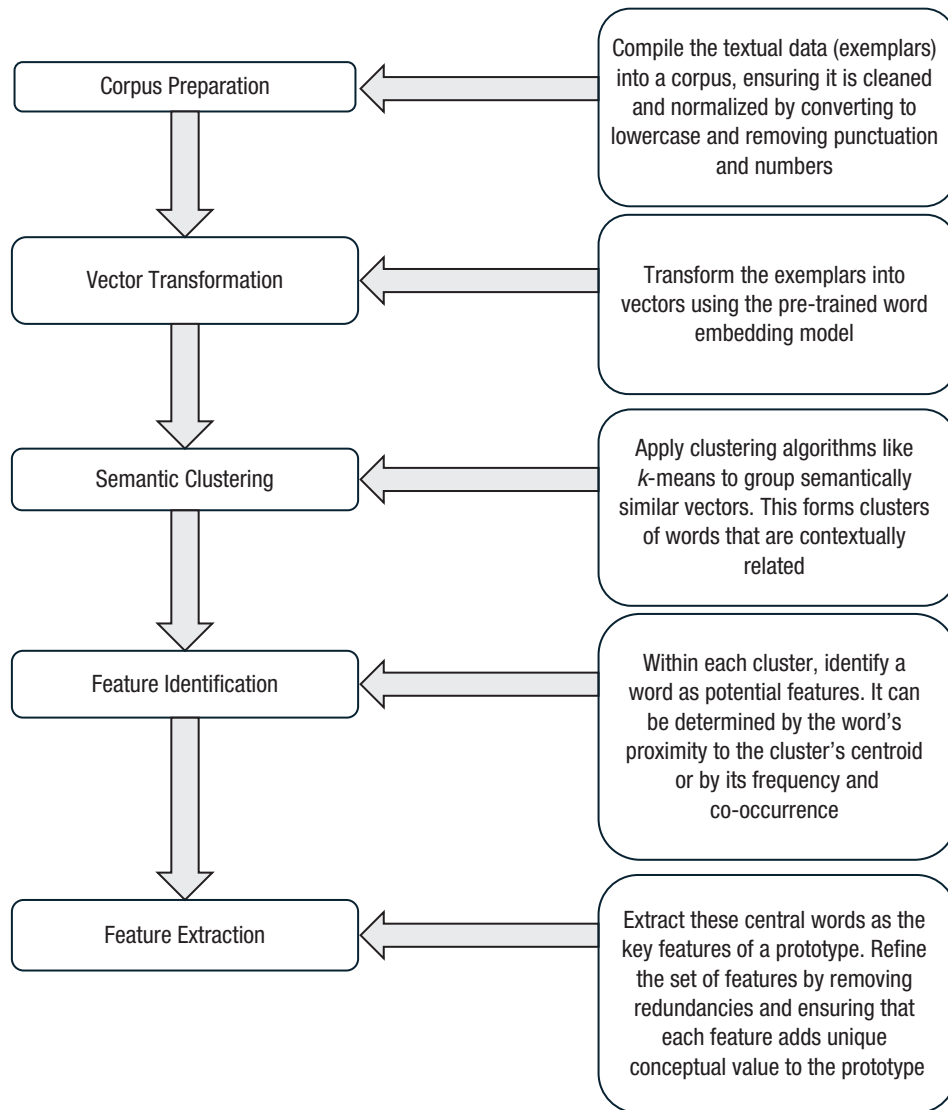 Corpus Preparation
Compile the textual data (exemplars)
into a corpus, ensuring it is cleaned
and normalized by converting to
lowercase and removing punctuation
and numbers
Vector Transformation
Transform the exemplars into
vectors using the pre-trained word
embedding model
Semantic Clustering
Apply clustering algorithms like
k-means to group semantically
similar vectors. This forms clusters
of words that are contextually
related
Feature Identification
Within each cluster, identify a
word as potential features. It can
be determined by the word’s
proximity to the cluster’s centroid
or by its frequency and
co-occurrence
Feature Extraction
Extract these central words as the
key features of a prototype. Refine
the set of features by removing
redundancies and ensuring that
each feature adds unique
conceptual value to the prototype